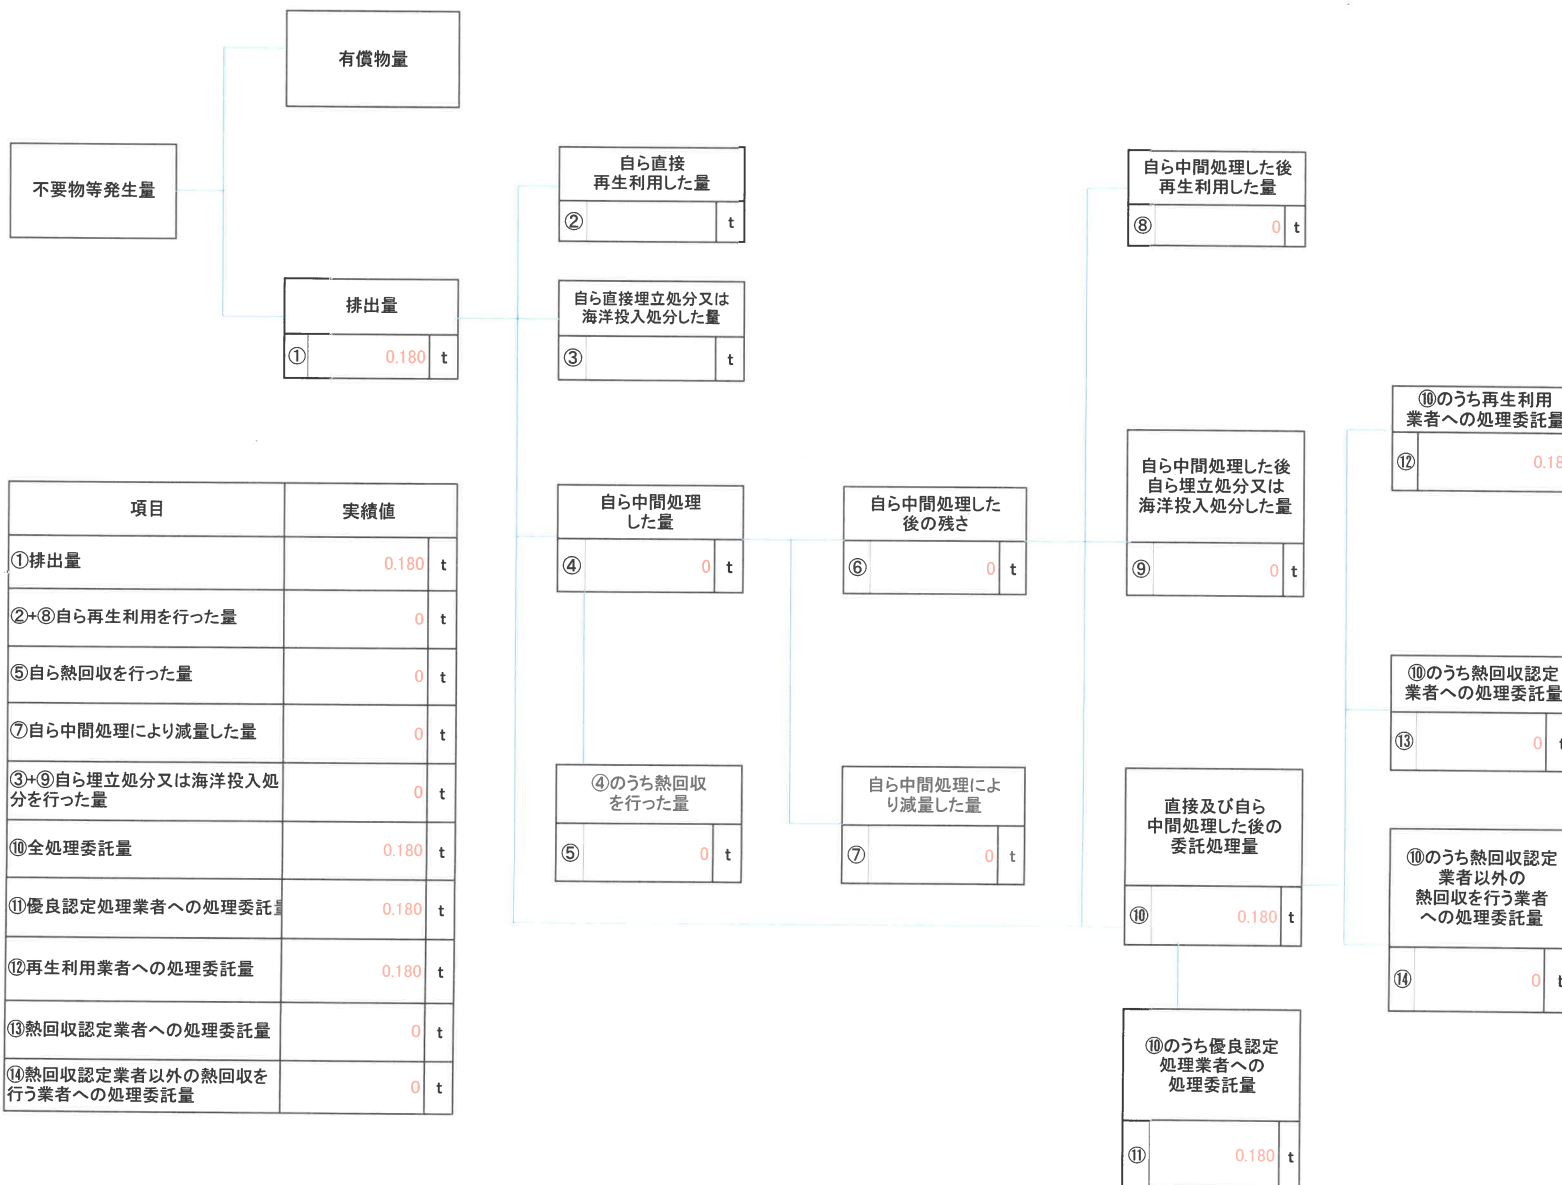 有償物量
不要物等発生量
自ら直接
再生利用した量
② t
自ら中間処理した後
再生利用した量
⑧ 0 t
排出量
① 0.180 t
自ら直接埋立処分又は
海洋投入処分した量
③ t
⑩のうち再生利用
業者への処理委託量
⑫ 0.18
自ら中間処理
した量
④ 0 t
自ら中間処理した
後の残さ
⑥ 0 t
自ら中間処理した後
自ら埋立処分又は
海洋投入処分した量
⑨ 0 t
⑩のうち熱回収認定
業者への処理委託量
⑬ 0 t
④のうち熱回収
を行った量
⑤ 0 t
自ら中間処理によ
り減量した量
⑦ 0 t
直接及び自ら
中間処理した後の
委託処理量
⑩ 0.180 t
⑩のうち熱回収認定
業者以外の
熱回収を行う業者
への処理委託量
⑭ 0 t
⑩のうち優良認定
処理業者への
処理委託量
⑪ 0.180 t
項目 実績値
①排出量 0.180 t
②+⑧自ら再生利用を行った量 0 t
⑤自ら熱回収を行った量 0 t
⑦自ら中間処理により減量した量 0 t
③+⑨自ら埋立処分又は海洋投入処
分を行った量 0 t
⑩全処理委託量 0.180 t
⑪優良認定処理業者への処理委託量 0.180 t
⑫再生利用業者への処理委託量 0.180 t
⑬熱回収認定業者への処理委託量 0 t
⑭熱回収認定業者以外の熱回収を
行う業者への処理委託量 0 t